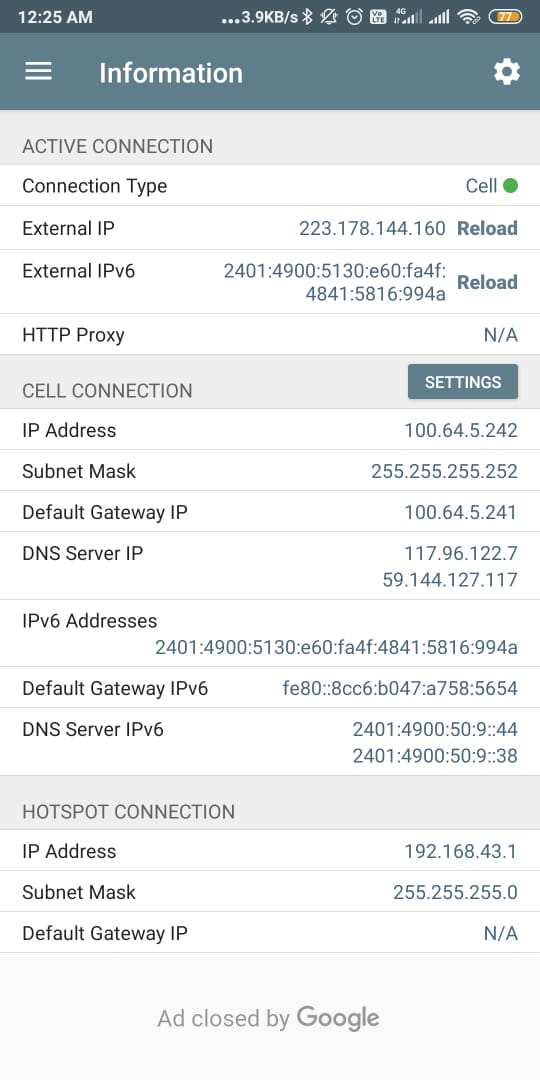 12:25 AM ...3.9KB/s Vo LTE 4G 77
Information
ACTIVE CONNECTION
Connection Type Cell
External IP 223.178.144.160 Reload
External IPv6 2401:4900:5130:e60:fa4f:
4841:5816:994a Reload
HTTP Proxy N/A
CELL CONNECTION SETTINGS
IP Address 100.64.5.242
Subnet Mask 255.255.255.252
Default Gateway IP 100.64.5.241
DNS Server IP 117.96.122.7
59.144.127.117
IPv6 Addresses
2401:4900:5130:e60:fa4f:4841:5816:994a
Default Gateway IPv6 fe80::8cc6:b047:a758:5654
DNS Server IPv6 2401:4900:50:9::44
2401:4900:50:9::38
HOTSPOT CONNECTION
IP Address 192.168.43.1
Subnet Mask 255.255.255.0
Default Gateway IP N/A
Ad closed by Google